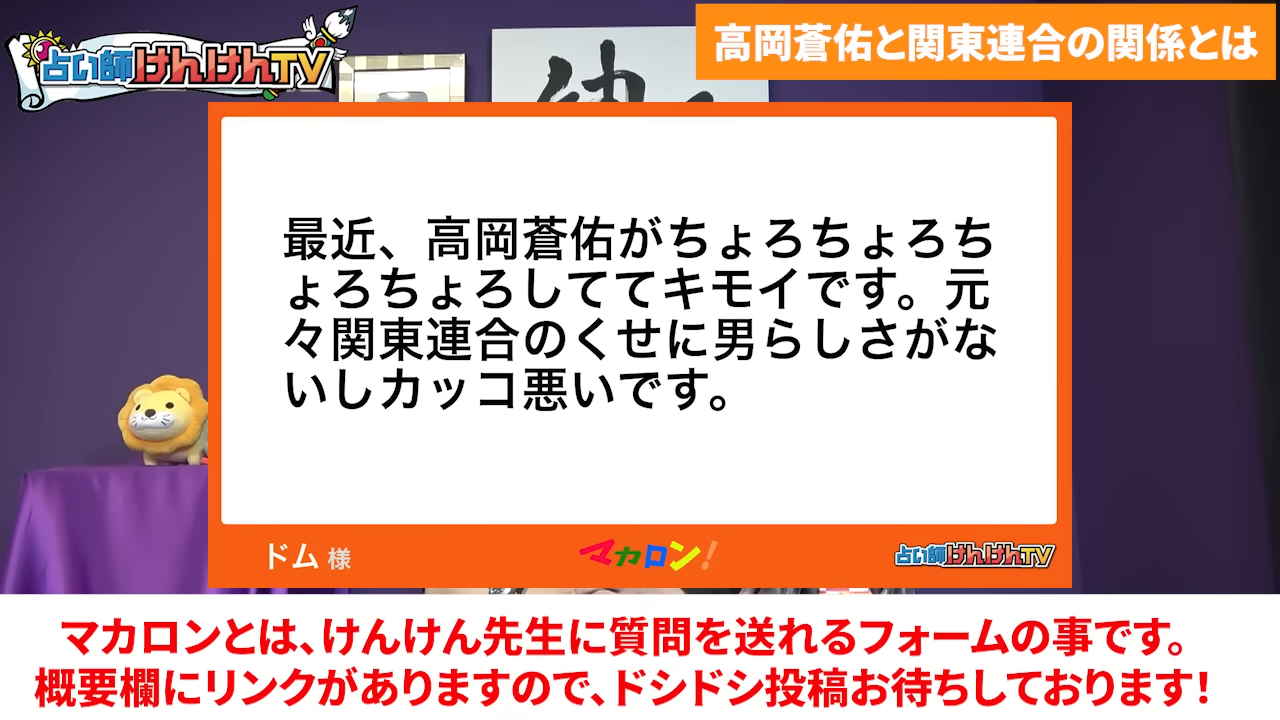 占い師けんけんTV
高岡蒼佑と関東連合の関係とは
最近、高岡蒼佑がちょろちょろち
ょろちょろしててキモイです。元
々関東連合のくせに男らしさがな
いしカッコ悪いです。
ドム 様
マカロン!
占い師けんけんTV
マカロンとは、けんけん先生に質問を送れるフォームの事です。
概要欄にリンクがありますので、ドシドシ投稿お待ちしております!